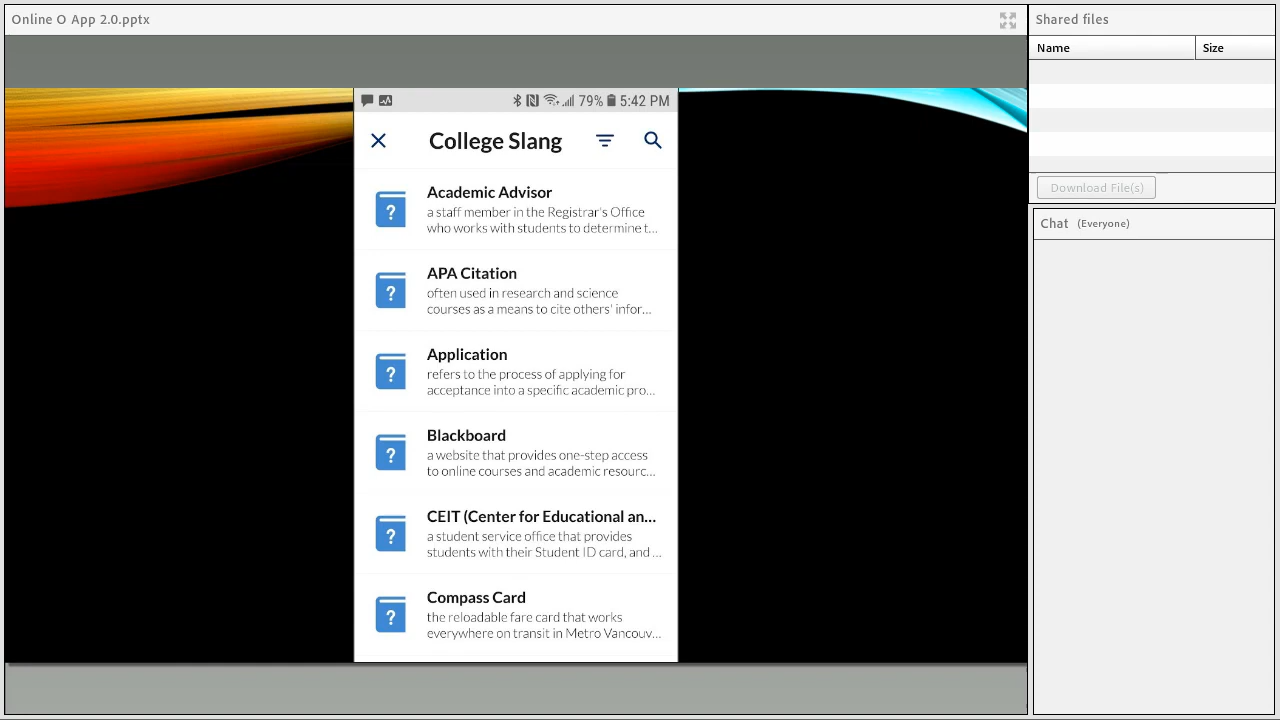 Online O App 2.0.pptx
Shared files
Name
Size
Download File(s)
Chat (Everyone)
79% 5:42 PM
College Slang
Academic Advisor
a staff member in the Registrar's Office
who works with students to determine t...
APA Citation
often used in research and science
courses as a means to cite others' infor...
Application
refers to the process of applying for
acceptance into a specific academic pro...
Blackboard
a website that provides one-step access
to online courses and academic resourc...
CEIT (Center for Educational an...
a student service office that provides
students with their Student ID card, and ...
Compass Card
the reloadable fare card that works
everywhere on transit in Metro Vancouv...